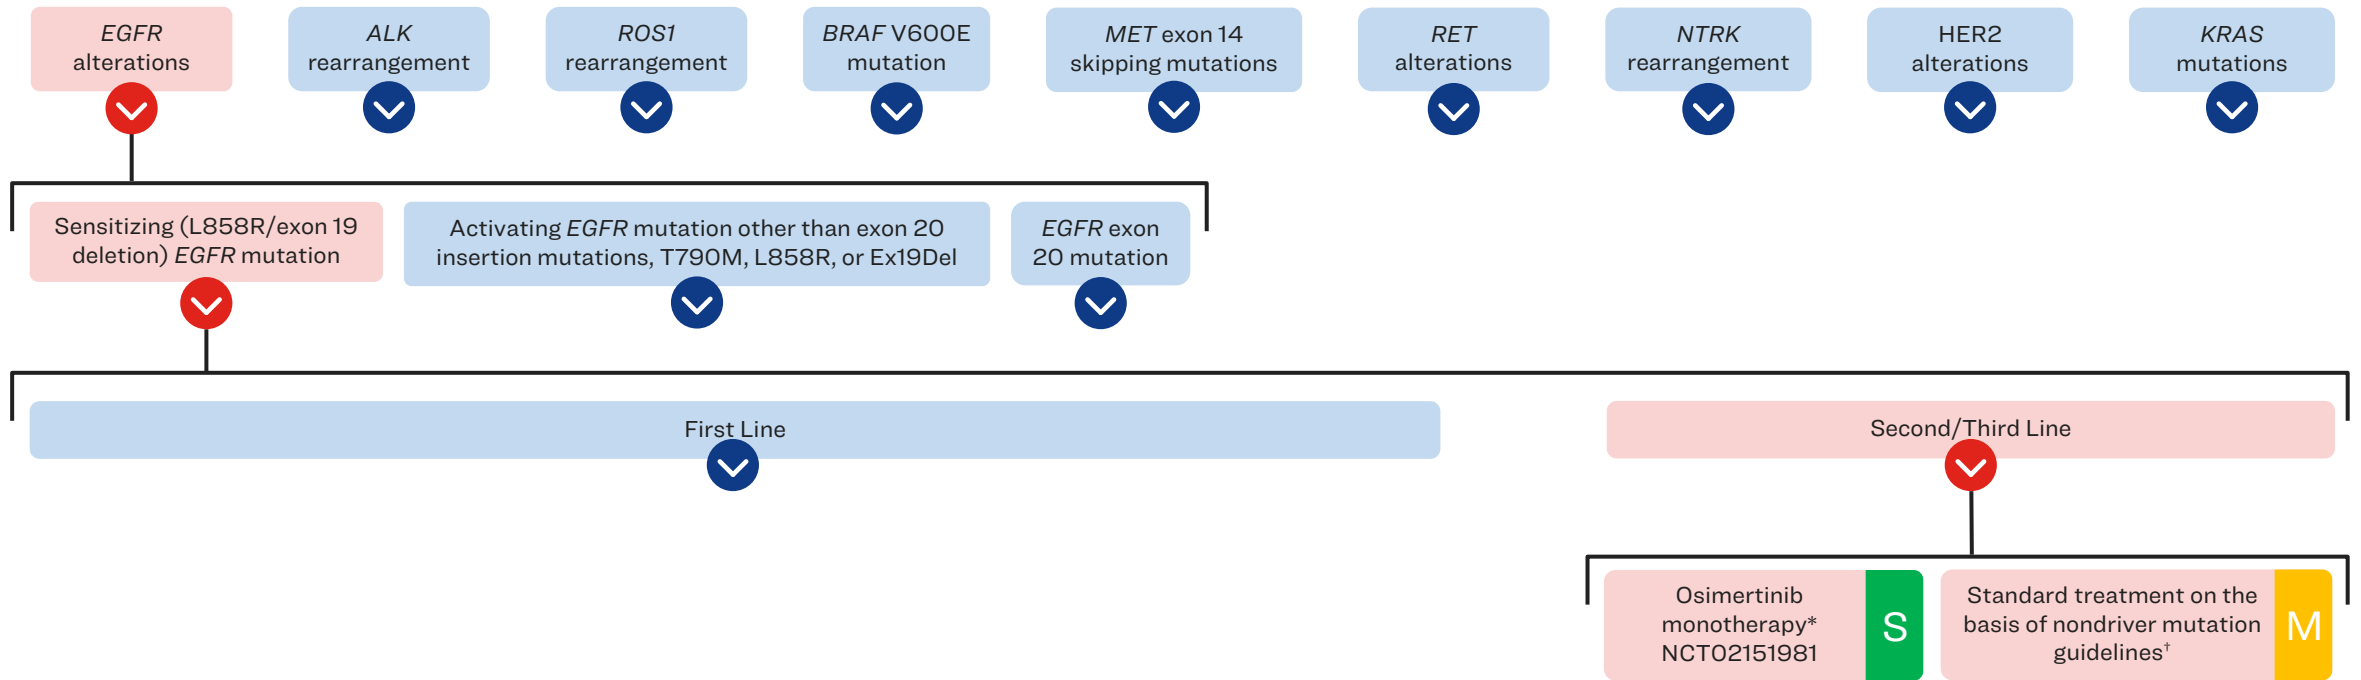 EGFR
alterations
ALK
rearrangement
ROS1
rearrangement
BRAF V600E
mutation
MET exon 14
skipping mutations
RET
alterations
NTRK
rearrangement
HER2
alterations
KRAS
mutations
Sensitizing (L858R/exon 19
deletion) EGFR mutation
Activating EGFR mutation other than exon 20
insertion mutations, T790M, L858R, or Ex19Del
EGFR exon
20 mutation
First Line
Second/Third Line
Osimertinib
monotherapy*
NCT02151981
S
Standard treatment on the
basis of nondriver mutation
guidelines†
M